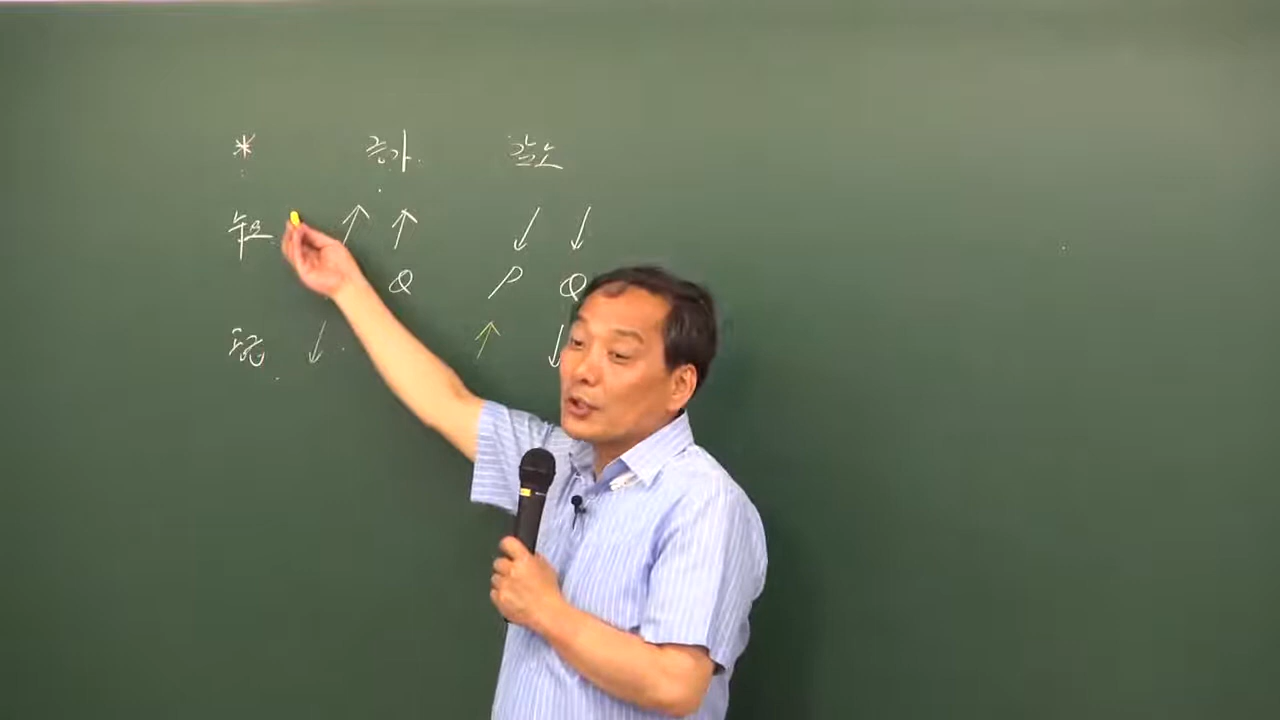 * 증가 감소
수요 ↑ ↑ ↓ ↓
Q P Q
공급 ↓ ↑ ↓